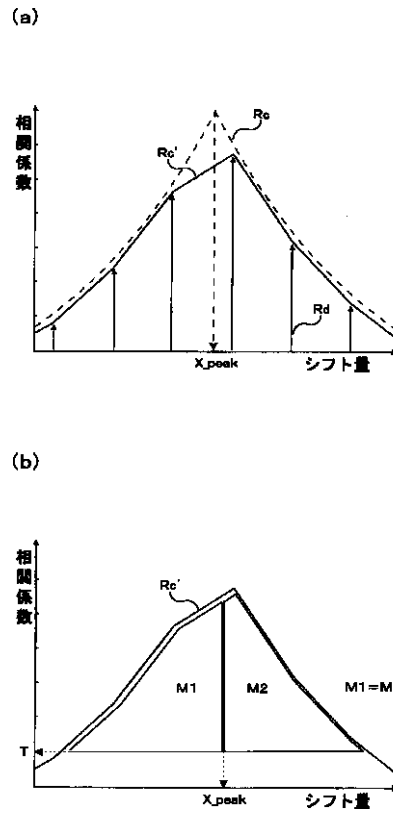 (a)
相関係数
Rc
Rc'
Rd
X_peak
シフト量
(b)
相関係数
Rc'
M1
M2
M1=M
T
X_peak
シフト量